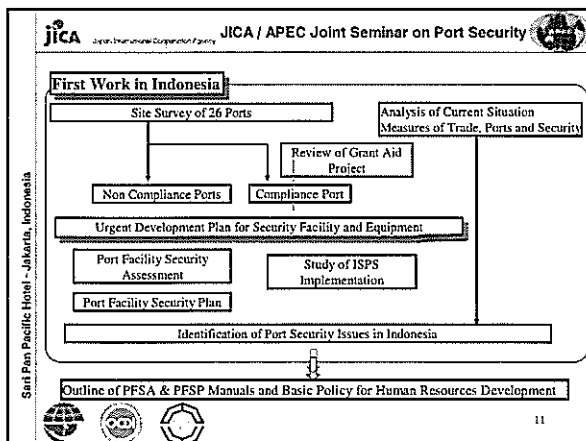 jICA Japan International Cooperation Agency JICA / APEC Joint Seminar on Port Security
First Work in Indonesia
Site Survey of 26 Ports
Analysis of Current Situation
Measures of Trade, Ports and Security
Review of Grant Aid
Project
Non Compliance Ports
Compliance Port
Urgent Development Plan for Security Facility and Equipment
Port Facility Security
Assessment
Study of ISPS
Implementation
Port Facility Security Plan
Identification of Port Security Issues in Indonesia
Outline of PFSA & PFSP Manuals and Basic Policy for Human Resources Development
Sari Pan Pacific Hotel - Jakarta, Indonesia
11